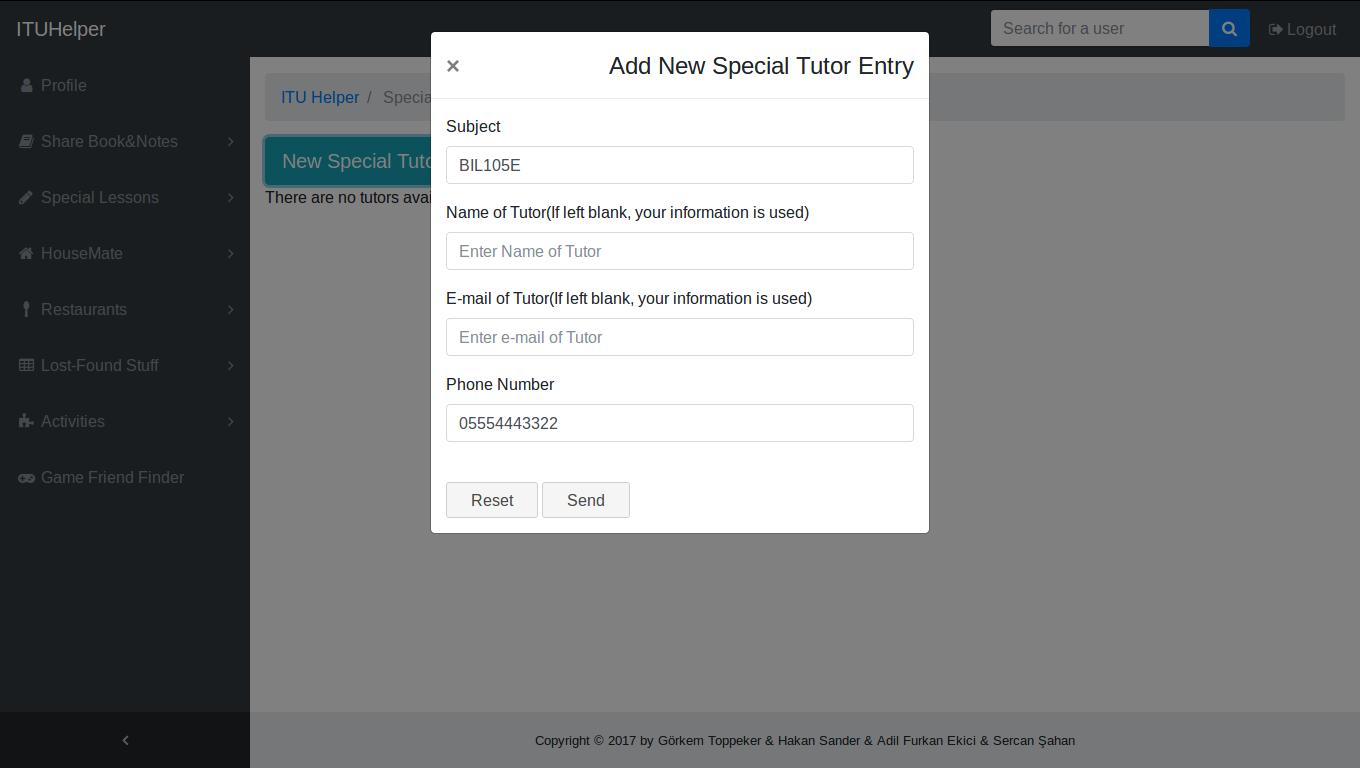 ITUHelper
Search for a user
Logout
Profile
Share Book&Notes
Special Lessons
HouseMate
Restaurants
Lost-Found Stuff
Activities
Game Friend Finder
ITU Helper /
New Special
There are no tutors
× Add New Special Tutor Entry
Subject
BIL105E
Name of Tutor(If left blank, your information is used)
Enter Name of Tutor
E-mail of Tutor(If left blank, your information is used)
Enter e-mail of Tutor
Phone Number
05554443322
Reset Send
Copyright © 2017 by Görkem Toppeker & Hakan Sander & Adil Furkan Ekici & Sercan Şahan